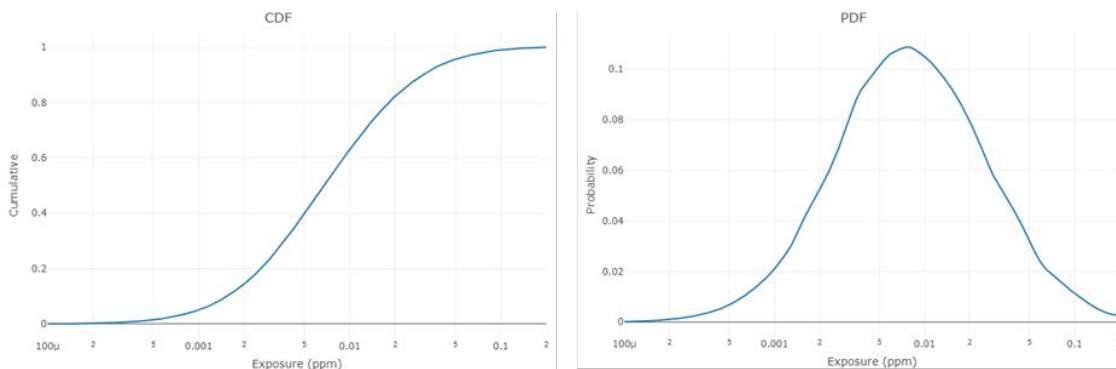 CDF
1
0.8
0.6
0.4
0.2
0
Cumulative
100μ 2 5 0.001 2 5 0.01 2 5 0.1 2
Exposure (ppm)
PDF
0.1
0.08
0.06
0.04
0.02
0
Probability
100μ 2 5 0.001 2 5 0.01 2 5 0.1
Exposure (ppm)